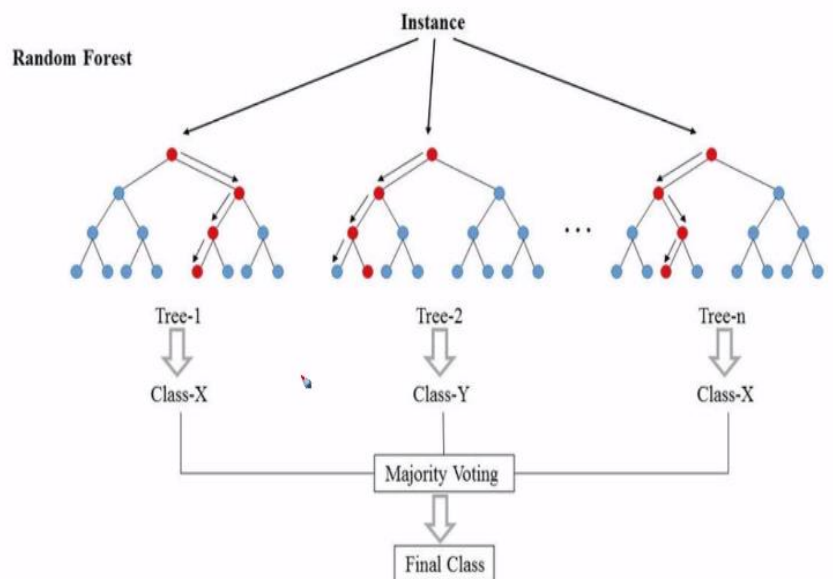 Instance
Random Forest
...
Tree-1
Tree-2
Tree-n
Class-X
Class-Y
Class-X
Majority Voting
Final Class